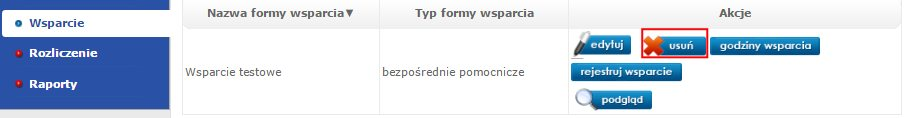 Wsparcie
Rozliczenie
Raporty
Nazwa formy wsparcia▼ Typ formy wsparcia Akcje
Wsparcie testowe bezpośrednie pomocnicze edytuj usuń godziny wsparcia
rejestruj wsparcie
podgląd